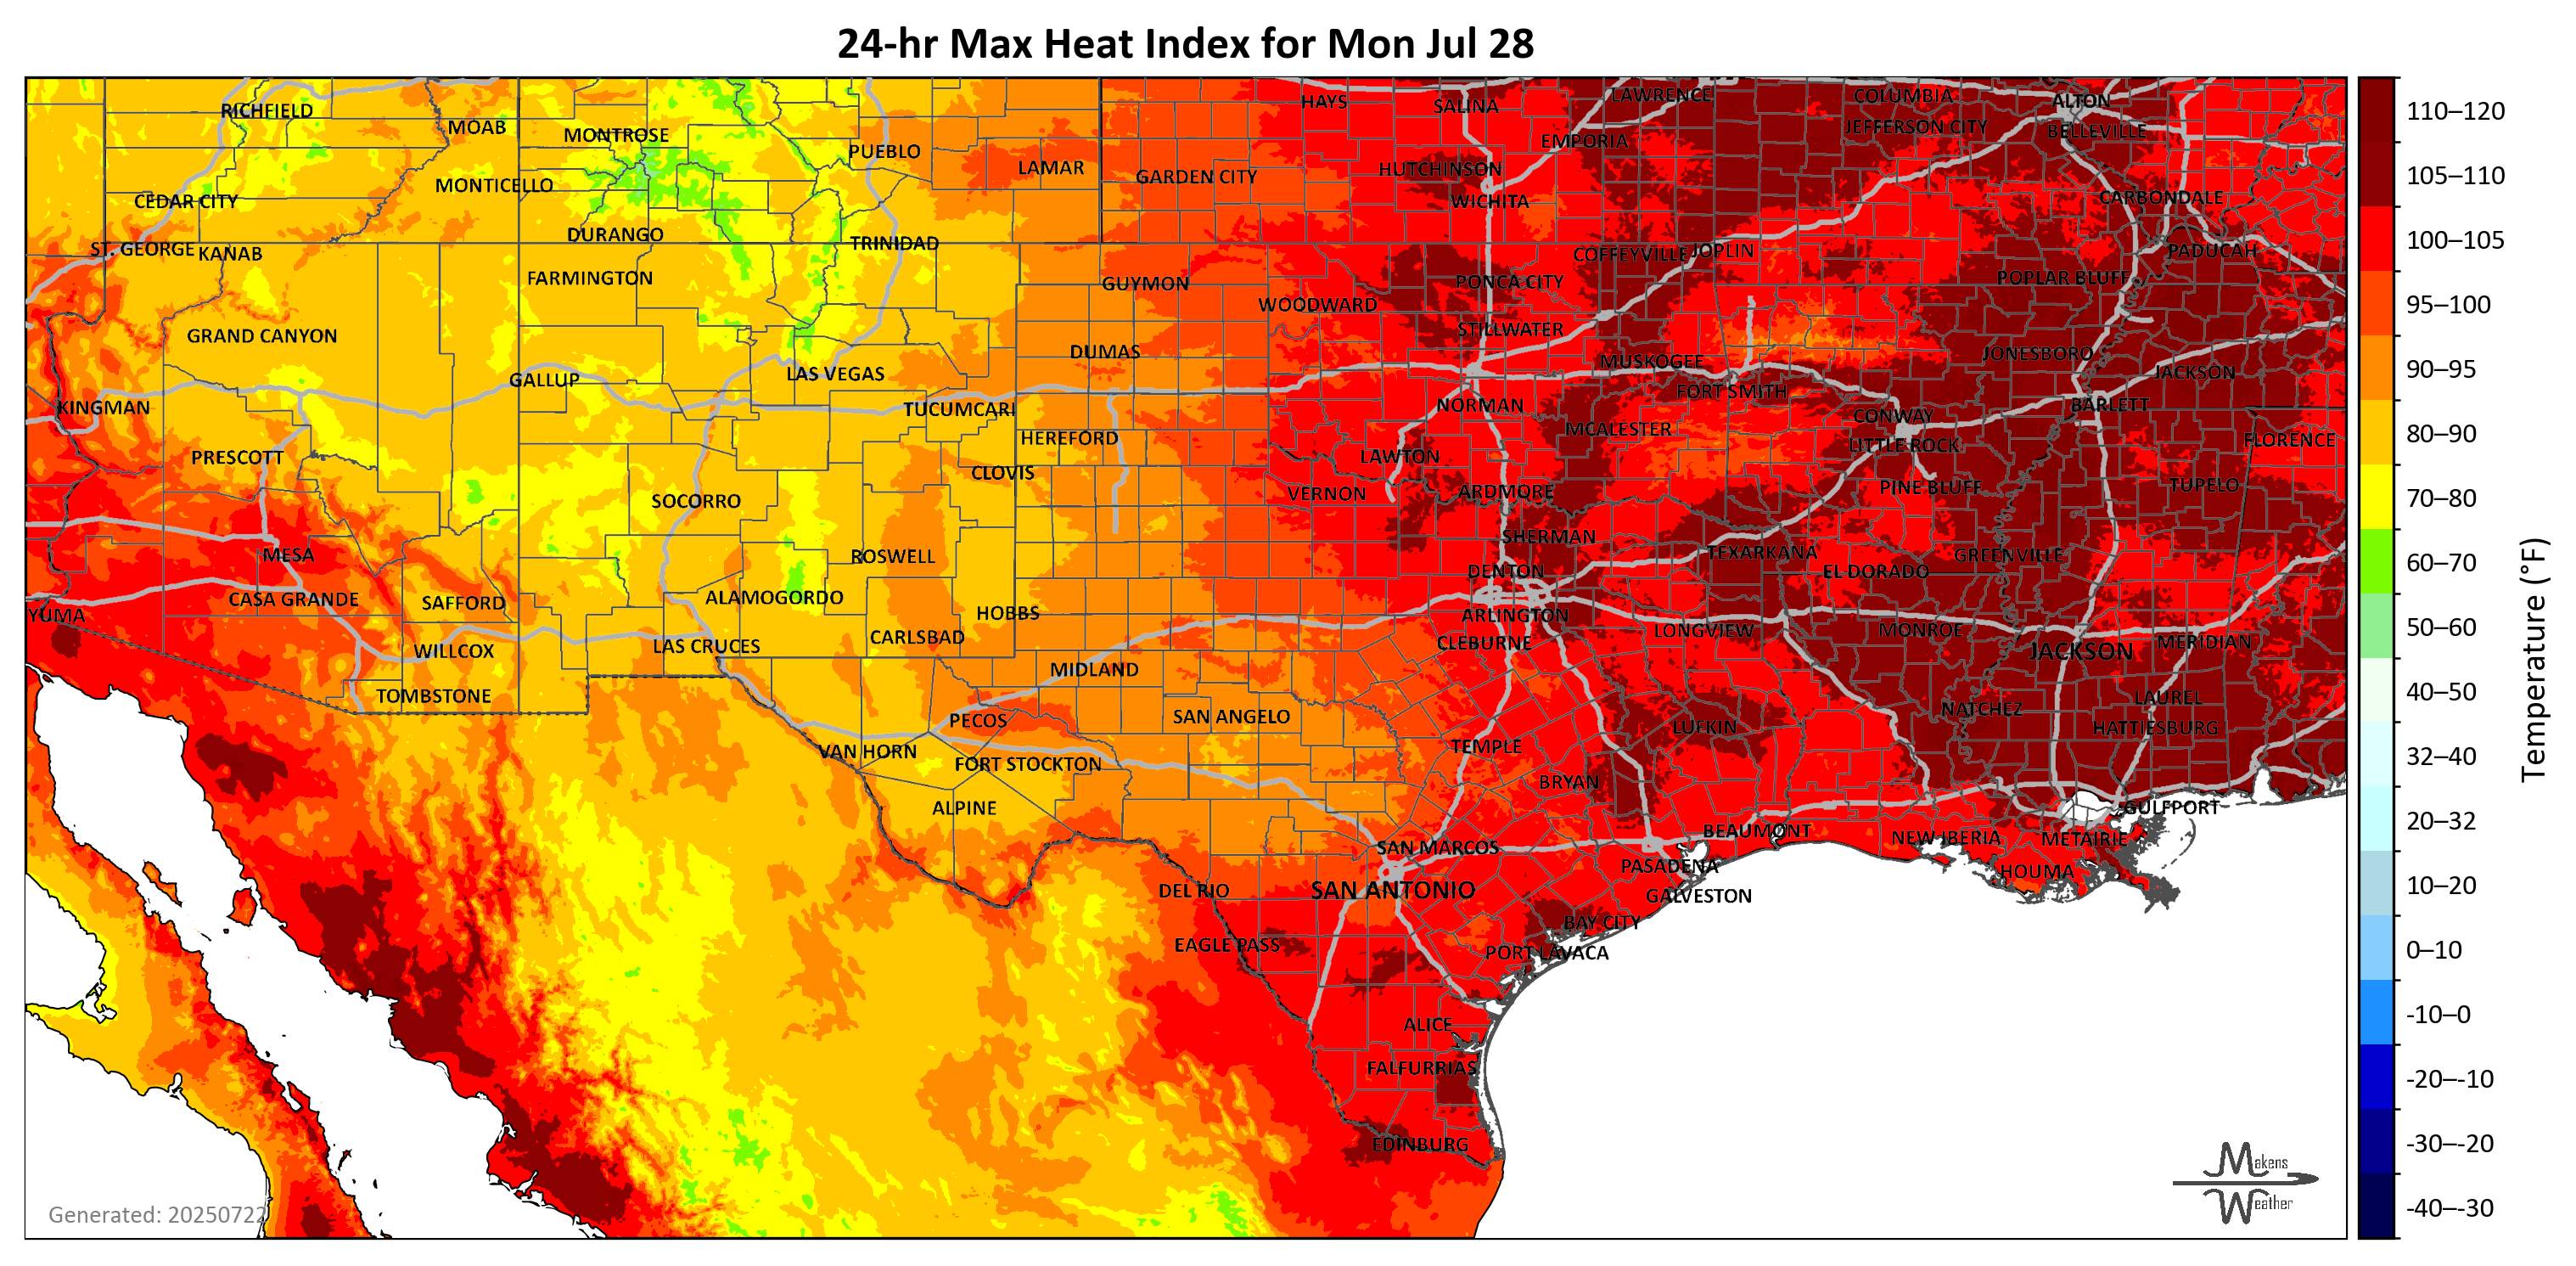 24-hr Max Heat Index for Mon Jul 28
RICHFIELD
MOAB
MONTROSE
PUEBLO
LAMAR
GARDEN CITY
HAYS
SALINA
LAWRENCE
COLUMBIA
ALTON
JEFFERSON CITY
BELLEVILLE
EMPORIA
HUTCHINSON
WICHITA
CARBONDALE
MONTICELLO
CEDAR CITY
DURANGO
TRINIDAD
ST. GEORGE
KANAB
FARMINGTON
GUYMON
WOODWARD
PONCA CITY
COFFEYVILLE
JOPLIN
POPLAR BLUFF
PADUCAH
GRAND CANYON
GALLUP
LAS VEGAS
DUMAS
STILLWATER
MUSKOGEE
FORT SMITH
JONESBORO
JACKSON
KINGMAN
TUCUMCARI
NORMAN
CONWAY
BARLETT
PRESCOTT
HEREFORD
CLOVIS
MCALESTER
LAWTON
LITTLE ROCK
FLORENCE
SOCORRO
VERNON
ARDMORE
PINE BLUFF
TUPELO
MESA
ROSWELL
SHERMAN
TEXARKANA
GREENVILLE
DENTON
EL DORADO
CASA GRANDE
SAFFORD
ALAMOGORDO
HOBBS
YUMA
ARLINGTON
CLEBURNE
LONGVIEW
MONROE
JACKSON
MERIDIAN
WILLCOX
LAS CRUCES
CARLSBAD
MIDLAND
TOMBSTONE
PECOS
SAN ANGELO
TEMPLE
LUFKIN
NATCHEZ
LAUREL
HATTIESBURG
VAN HORN
FORT STOCKTON
BRYAN
ALPINE
SAN MARCOS
BEAUMONT
NEW IBERIA
METAIRIE
GULFPORT
DEL RIO
SAN ANTONIO
PASADENA
GALVESTON
HOUMA
EAGLE PASS
BAY CITY
PORT LAVACA
ALICE
FALFURRIAS
EDINBURG
110–120
105–110
100–105
95–100
90–95
80–90
70–80
60–70
50–60
40–50
32–40
20–32
10–20
0–10
-10–0
-20–-10
-30–-20
-40–-30
Temperature (°F)
Generated: 20250722
Makens
Weather